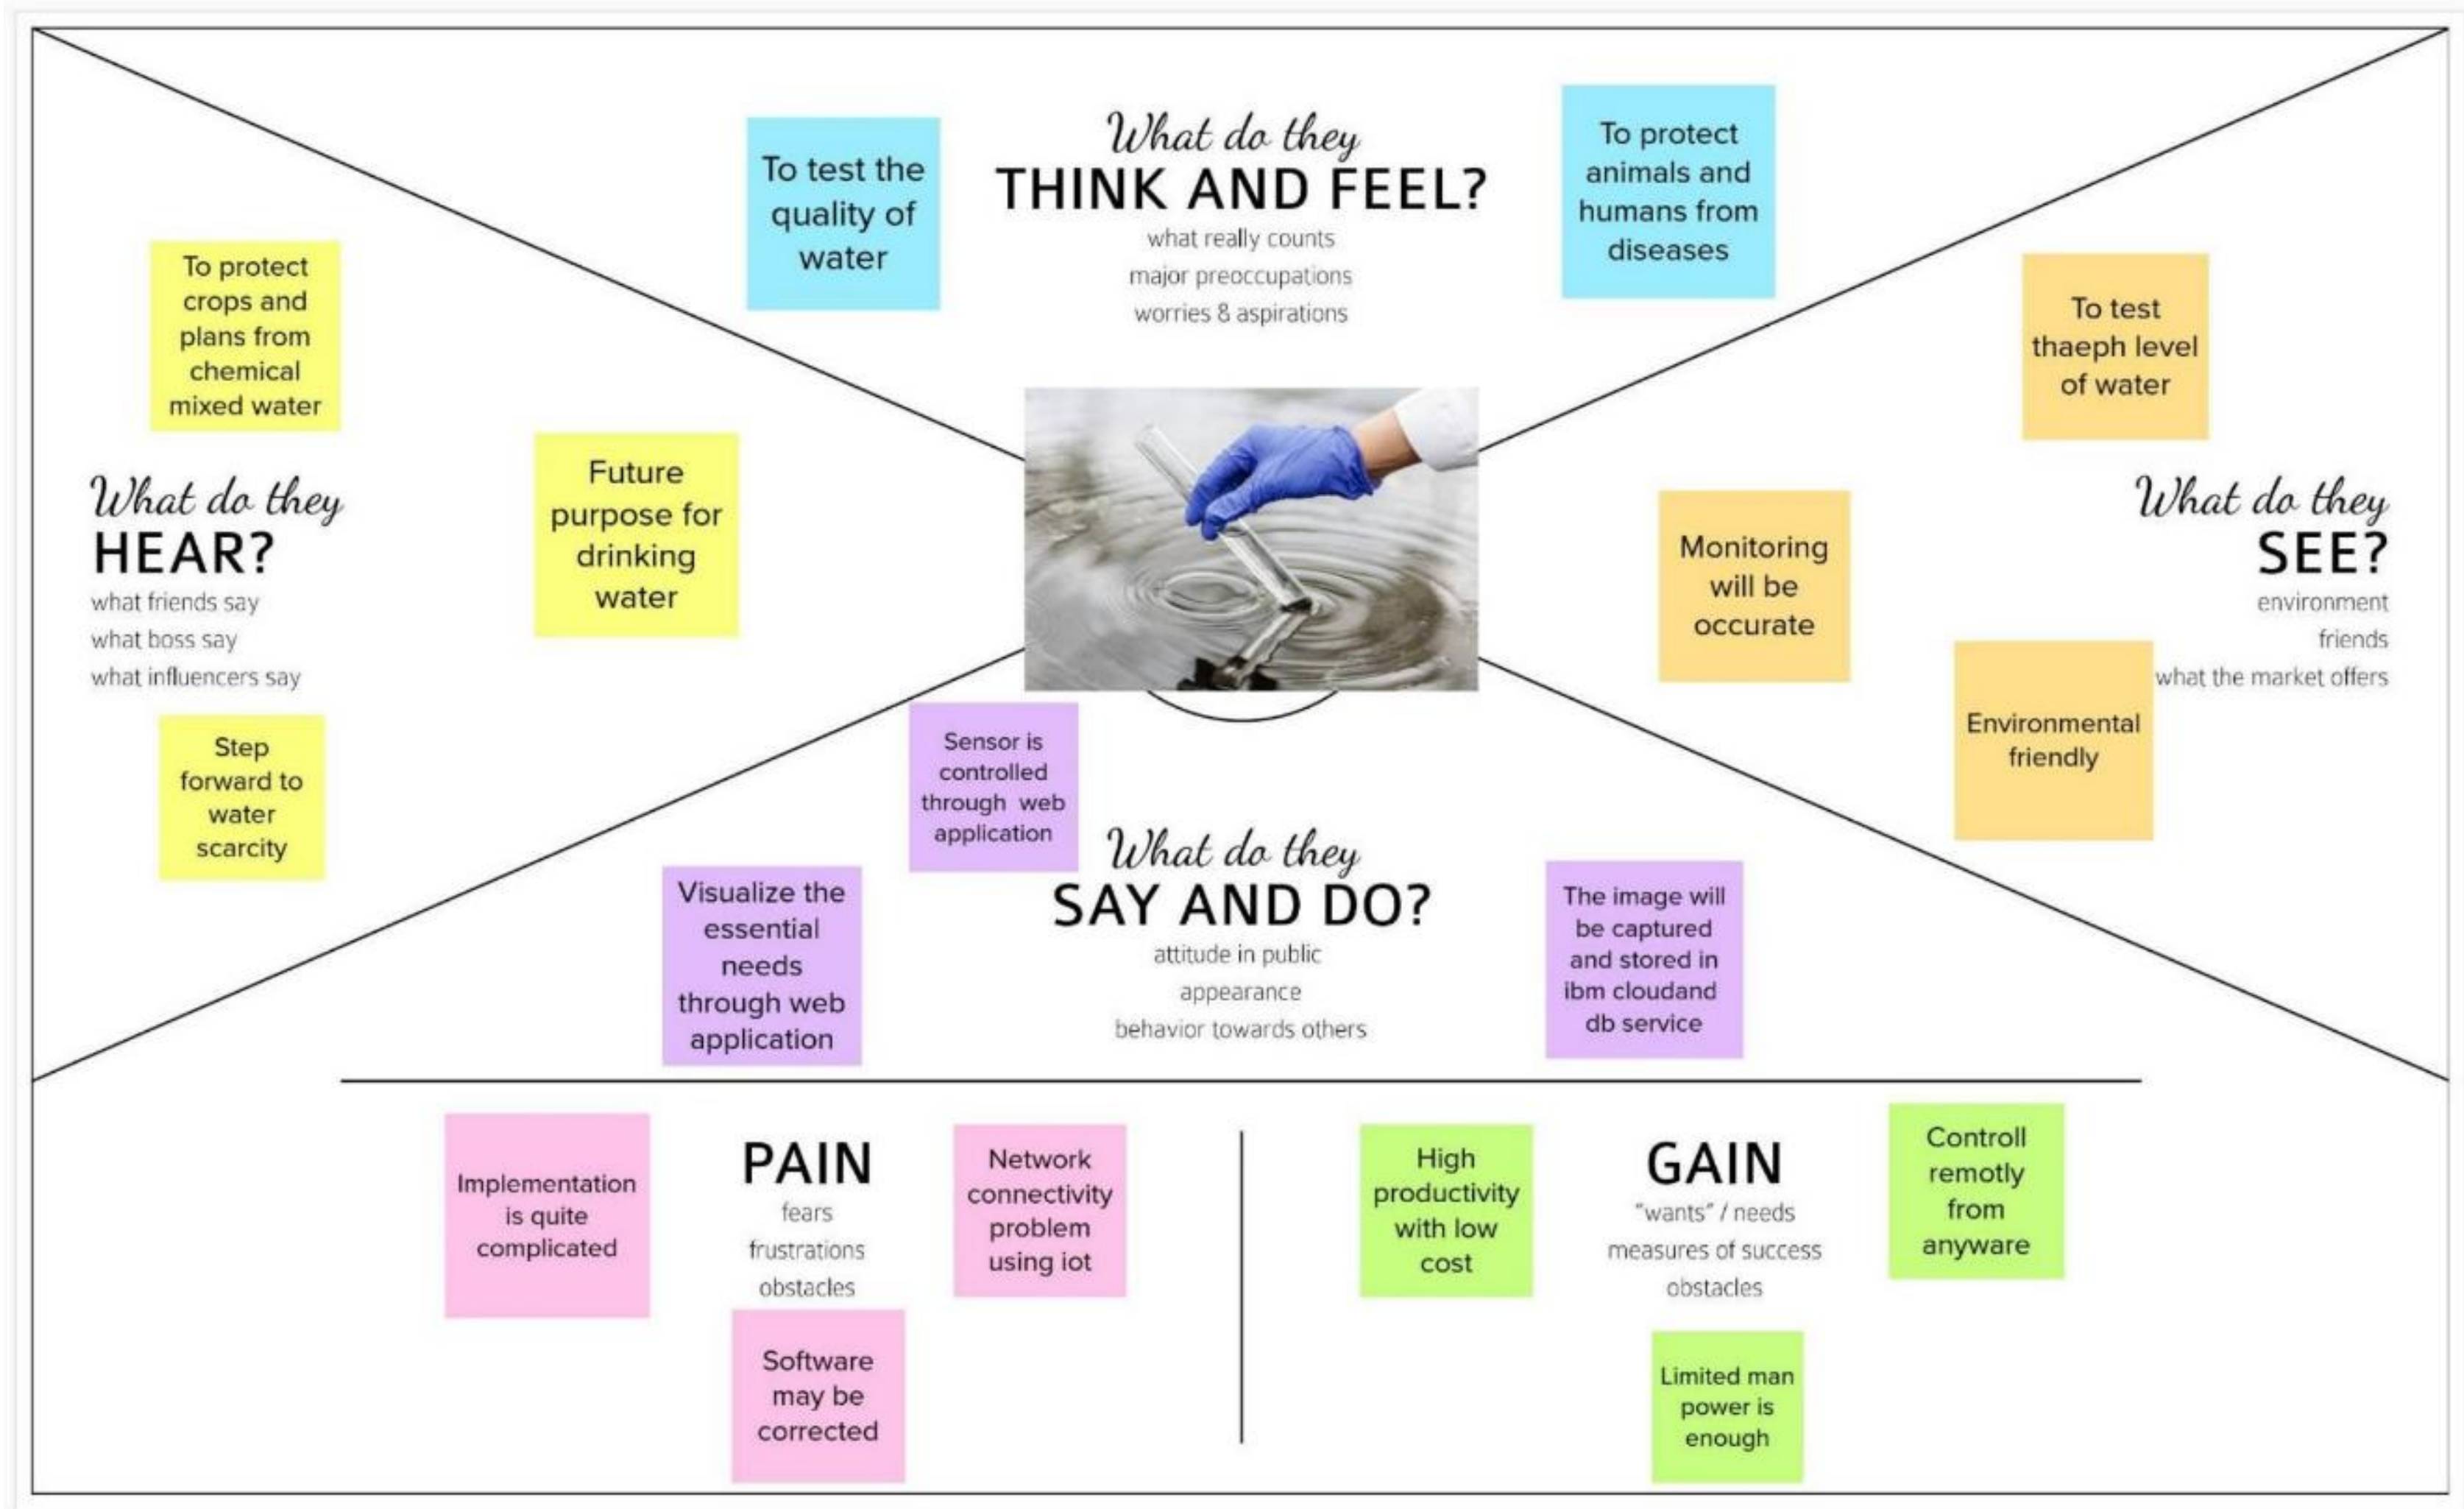 What do they
THINK AND FEEL?
what really counts
major preoccupations
worries & aspirations
To test the
quality of
water
To protect
animals and
humans from
diseases
To protect
crops and
plans from
chemical
mixed water
What do they
HEAR?
what friends say
what boss say
what influencers say
Future
purpose for
drinking
water
Step
forward to
water
scarcity
To test
thaeph level
of water
What do they
SEE?
environment
friends
what the market offers
Monitoring
will be
occurate
Environmental
friendly
Sensor is
controlled
through web
application
What do they
SAY AND DO?
attitude in public
appearance
behavior towards others
Visualize the
essential
needs
through web
application
The image will
be captured
and stored in
ibm cloudand
db service
Implementation
is quite
complicated
PAIN
fears
frustrations
obstacles
Network
connectivity
problem
using iot
Software
may be
corrected
High
productivity
with low
cost
GAIN
"wants" / needs
measures of success
obstacles
Controll
remotly
from
anyware
Limited man
power is
enough